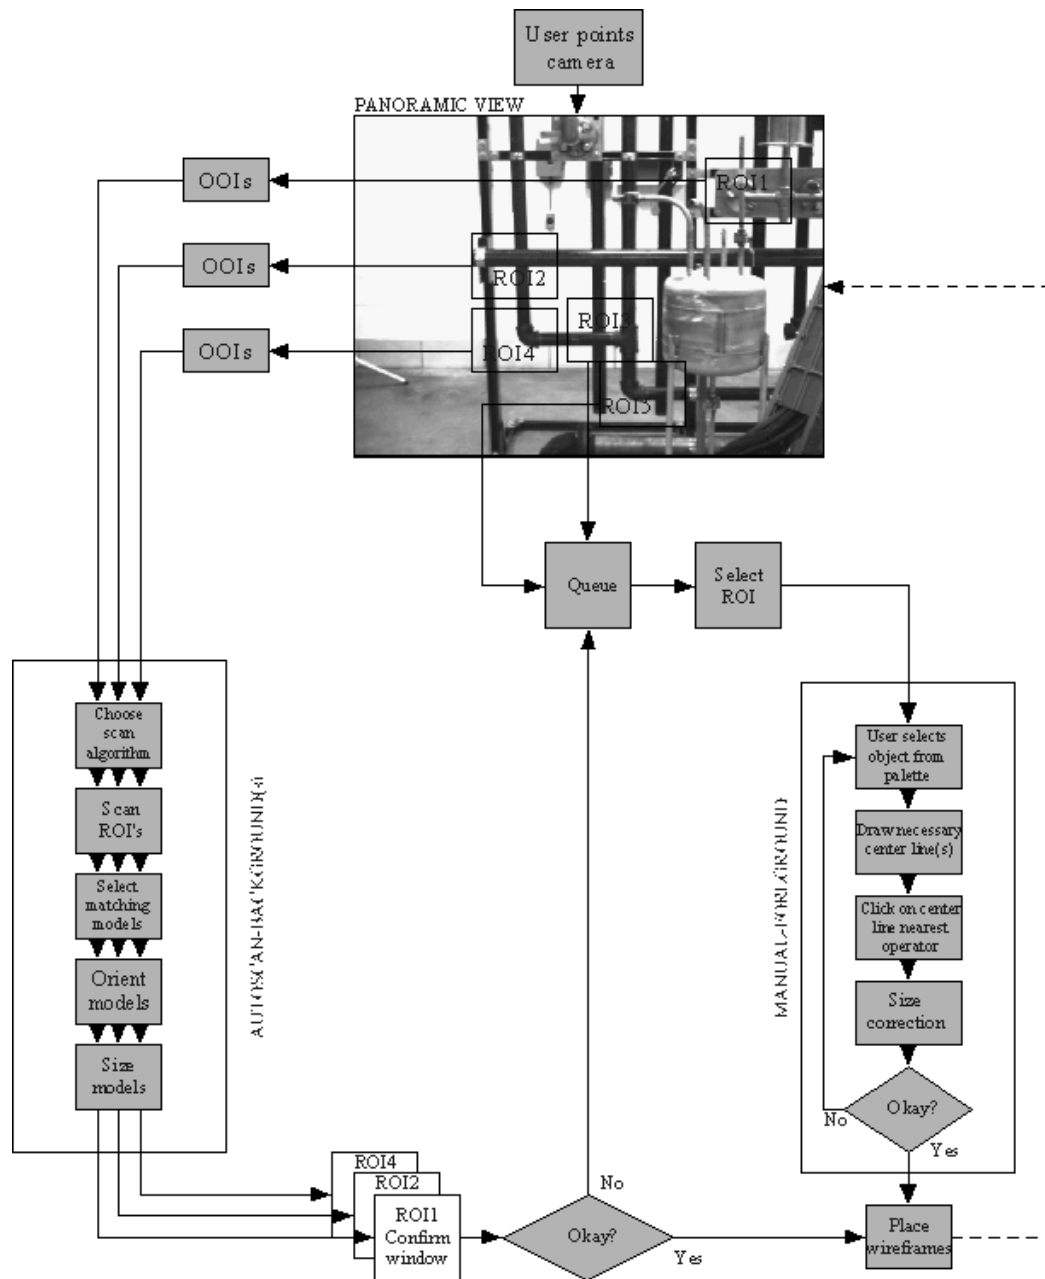 User points
camera
PANORAMIC VIEW
OOIs
ROI1
OOIs
ROI2
OOIs
ROI3
ROI4
ROI5
Queue
Select
ROI
Choose
scan
algorithm
Scan
ROI's
Select
matching
models
Orient
models
Size
models
AUTOSCAN-BACKGROUND(s)
User selects
object from
palette
Draw necessary
center line(s)
Click on center
line nearest
operator
Size
correction
Okay?
No
Yes
MANUAL-FOREGROUND
ROI4
ROI2
ROI1
Confirm
window
No
Okay?
Yes
Place
wireframes